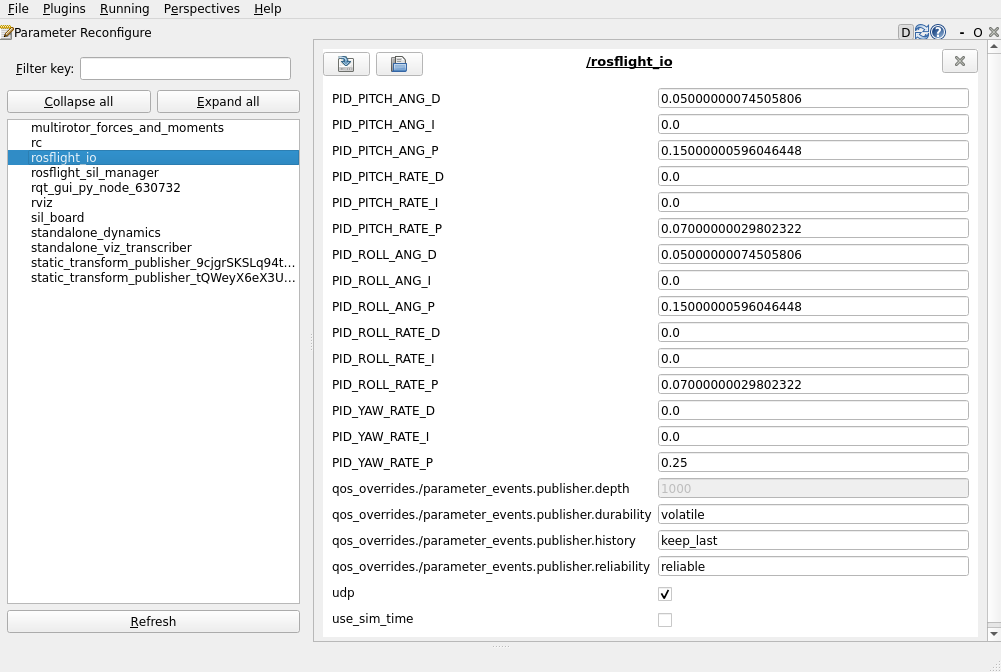 File Plugins Running Perspectives Help
Parameter Reconfigure D - O
Filter key:
Collapse all Expand all
multirotor_forces_and_moments
rc
rosflight_io
rosflight_sil_manager
rqt_gui_py_node_630732
rviz
sil_board
standalone_dynamics
standalone_viz_transcriber
static_transform_publisher_9cjgrSKSLq94t...
static_transform_publisher_tQWeyX6eX3U...
Refresh
/rosflight_io
PID_PITCH_ANG_D 0.05000000074505806
PID_PITCH_ANG_I 0.0
PID_PITCH_ANG_P 0.15000000596046448
PID_PITCH_RATE_D 0.0
PID_PITCH_RATE_I 0.0
PID_PITCH_RATE_P 0.07000000029802322
PID_ROLL_ANG_D 0.05000000074505806
PID_ROLL_ANG_I 0.0
PID_ROLL_ANG_P 0.15000000596046448
PID_ROLL_RATE_D 0.0
PID_ROLL_RATE_I 0.0
PID_ROLL_RATE_P 0.07000000029802322
PID_YAW_RATE_D 0.0
PID_YAW_RATE_I 0.0
PID_YAW_RATE_P 0.25
qos_overrides./parameter_events.publisher.depth 1000
qos_overrides./parameter_events.publisher.durability volatile
qos_overrides./parameter_events.publisher.history keep_last
qos_overrides./parameter_events.publisher.reliability reliable
udp
use_sim_time